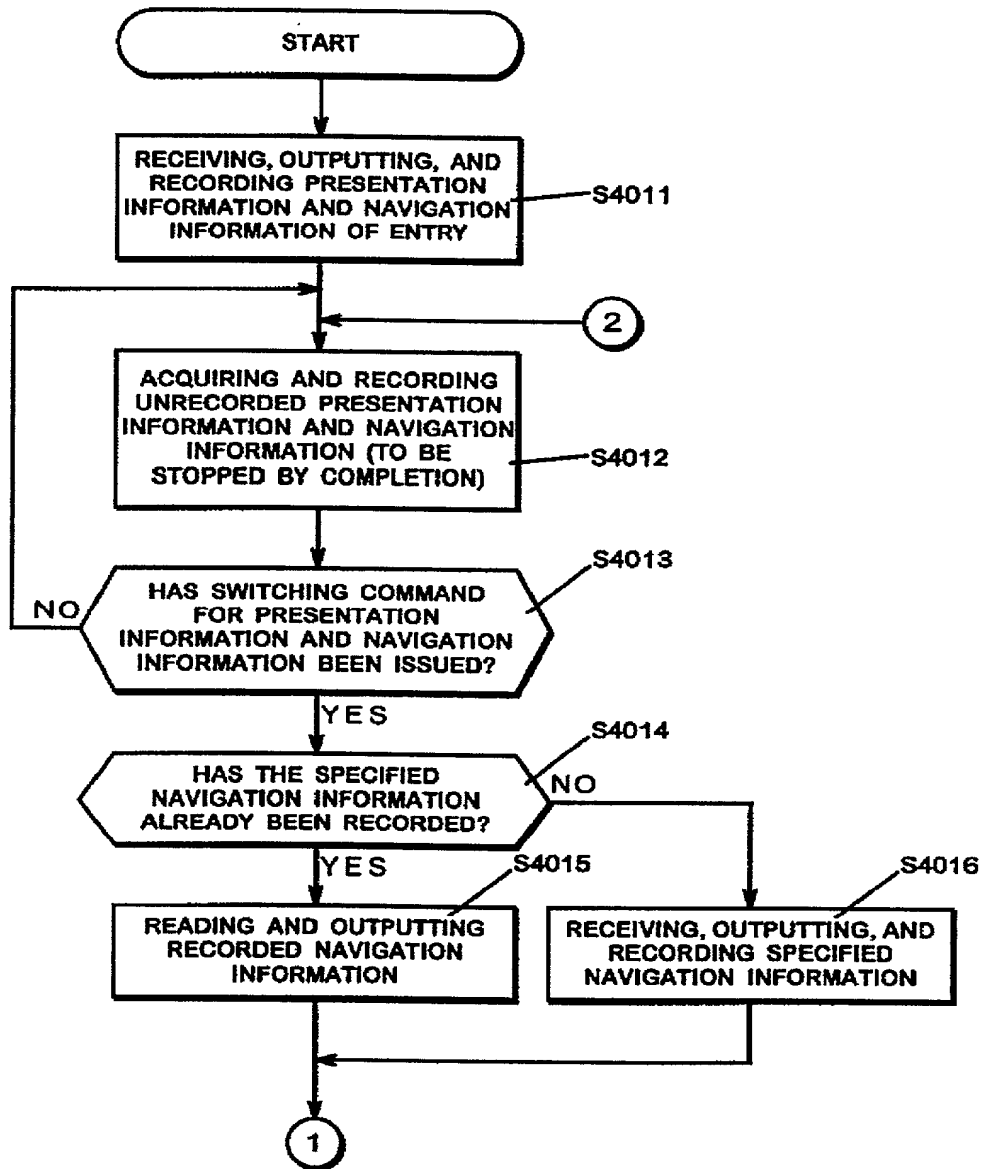 START
RECEIVING, OUTPUTTING, AND
RECORDING PRESENTATION
INFORMATION AND NAVIGATION
INFORMATION OF ENTRY
S4011
2
ACQUIRING AND RECORDING
UNRECORDED PRESENTATION
INFORMATION AND NAVIGATION
INFORMATION (TO BE
STOPPED BY COMPLETION)
S4012
S4013
HAS SWITCHING COMMAND
FOR PRESENTATION
INFORMATION AND NAVIGATION
INFORMATION BEEN ISSUED?
NO
YES
S4014
HAS THE SPECIFIED
NAVIGATION INFORMATION
ALREADY BEEN RECORDED?
NO
YES
S4015
READING AND OUTPUTTING
RECORDED NAVIGATION
INFORMATION
S4016
RECEIVING, OUTPUTTING, AND
RECORDING SPECIFIED
NAVIGATION INFORMATION
1